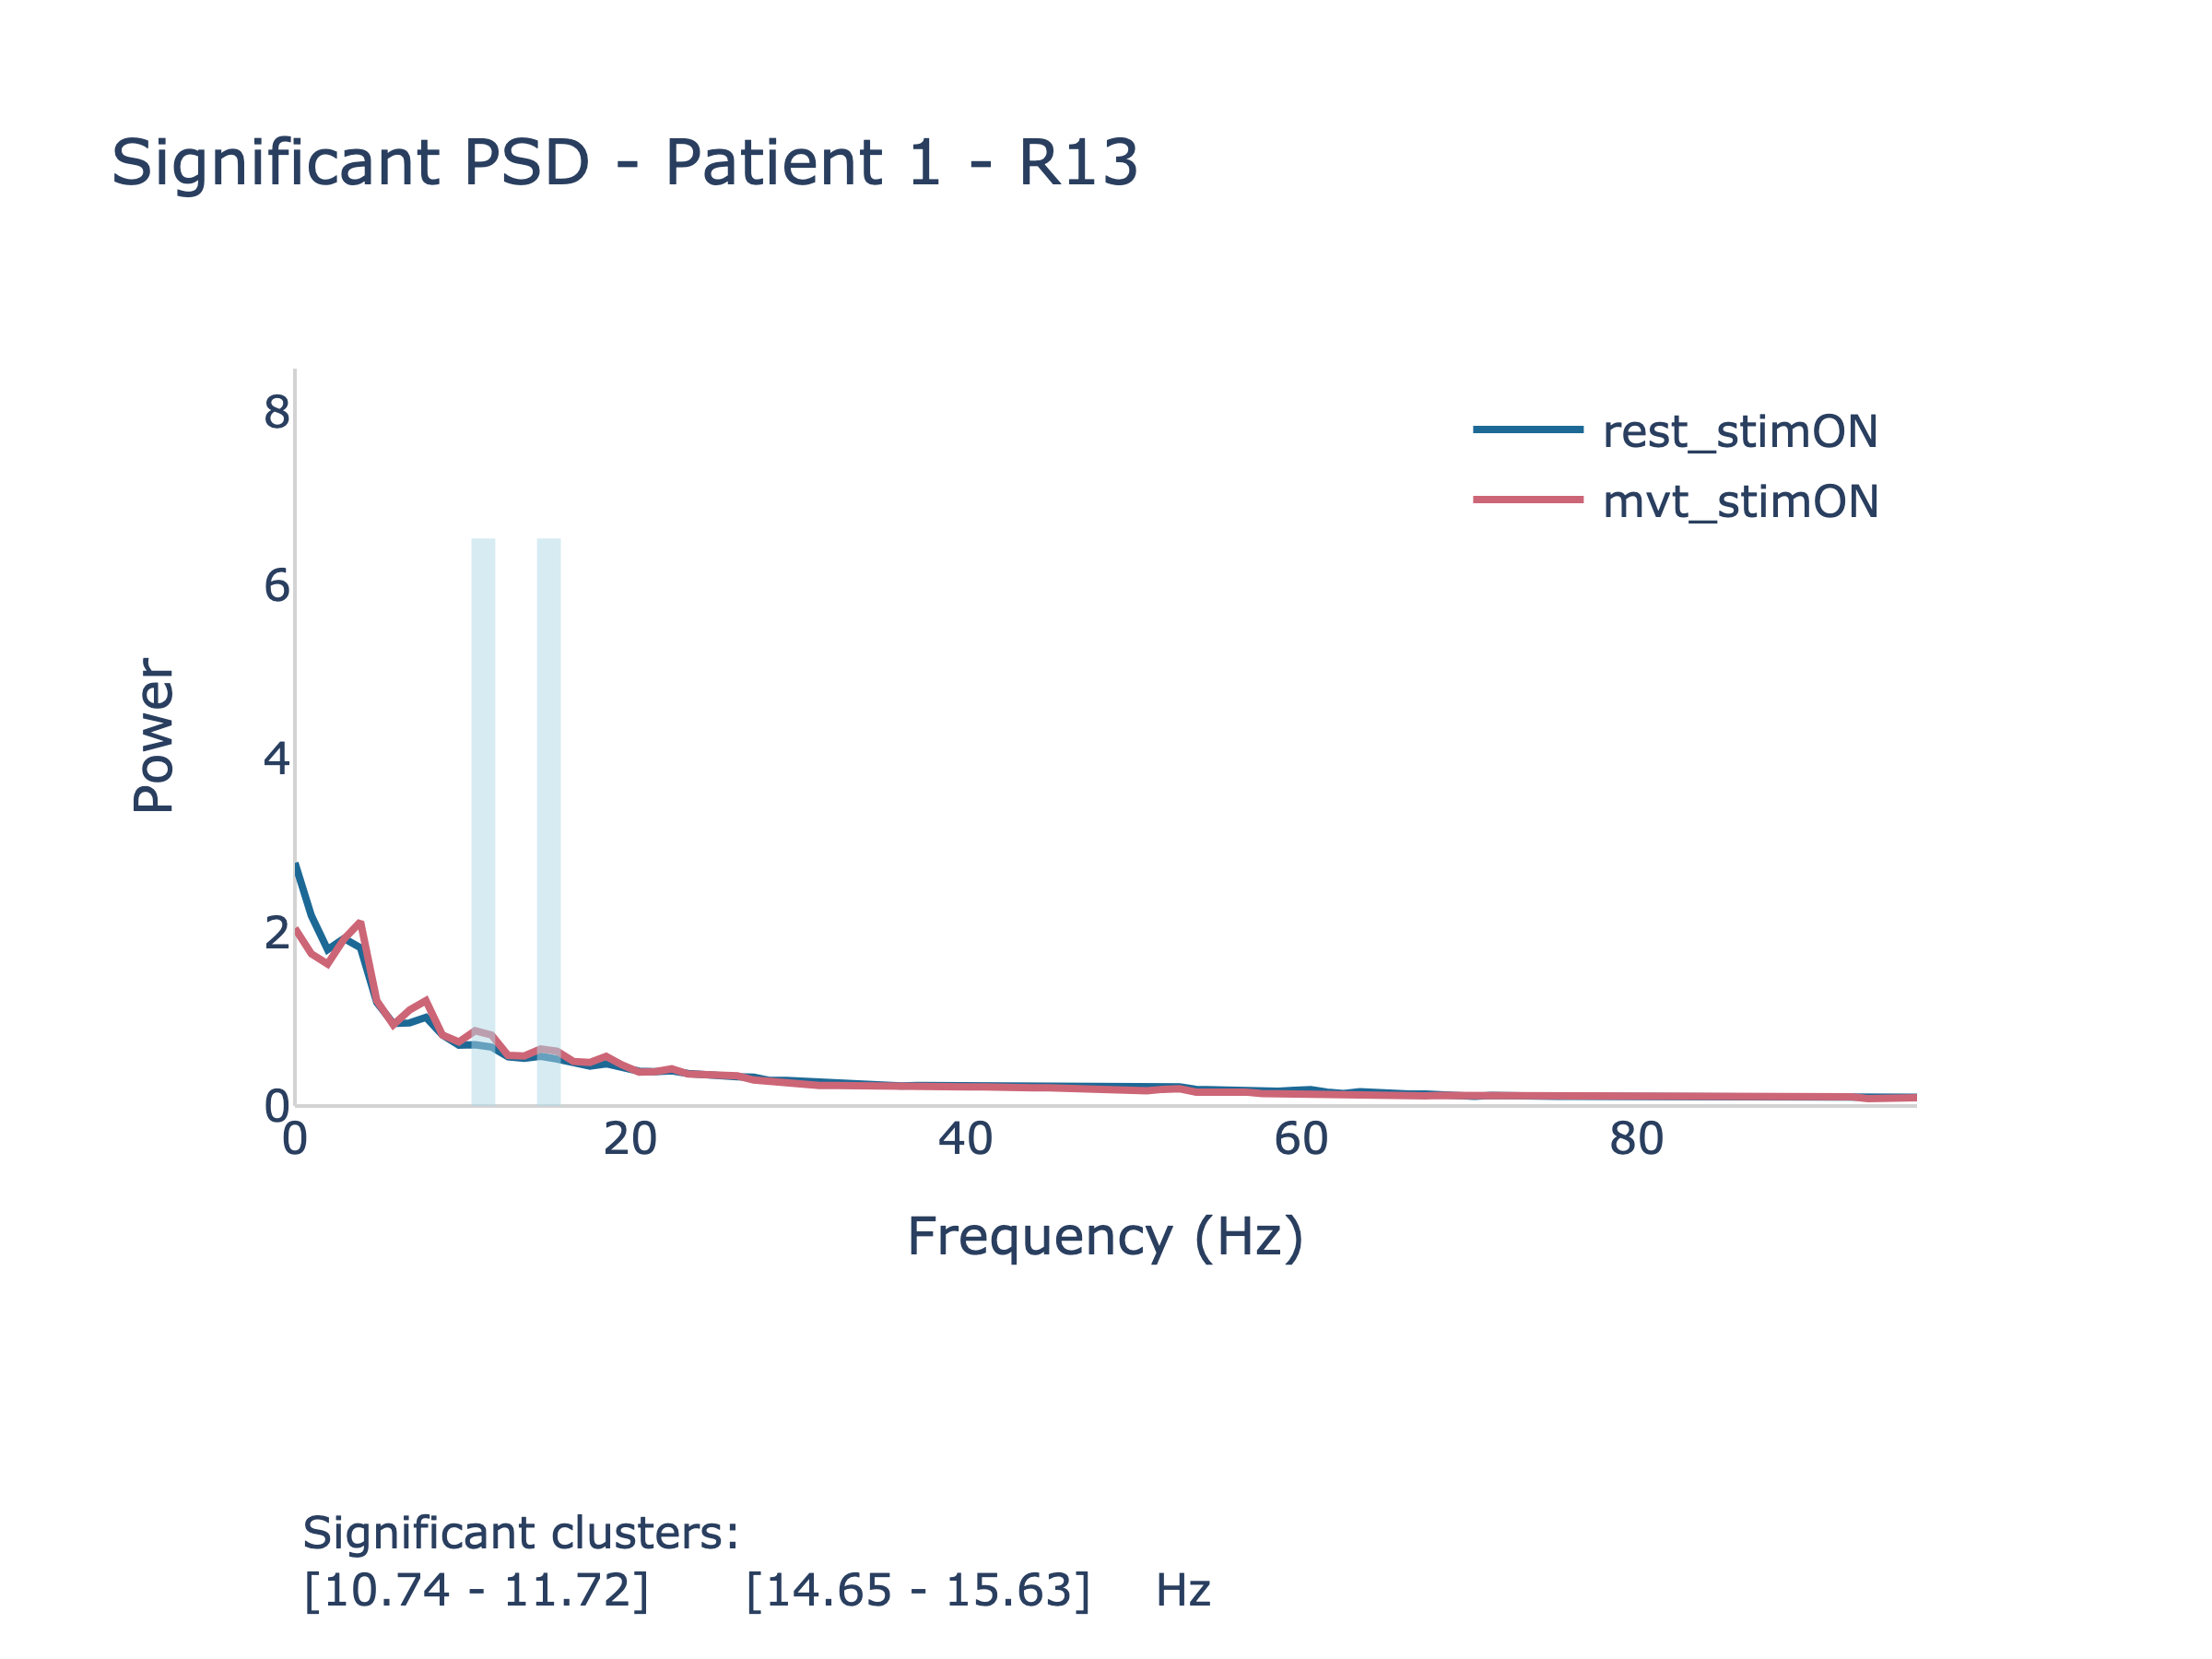 Significant PSD - Patient 1 - R13
rest_stimON
mvt_stimON
8
6
4
2
0
Power
0 20 40 60 80
Frequency (Hz)
Significant clusters:
[10.74 - 11.72] [14.65 - 15.63] Hz